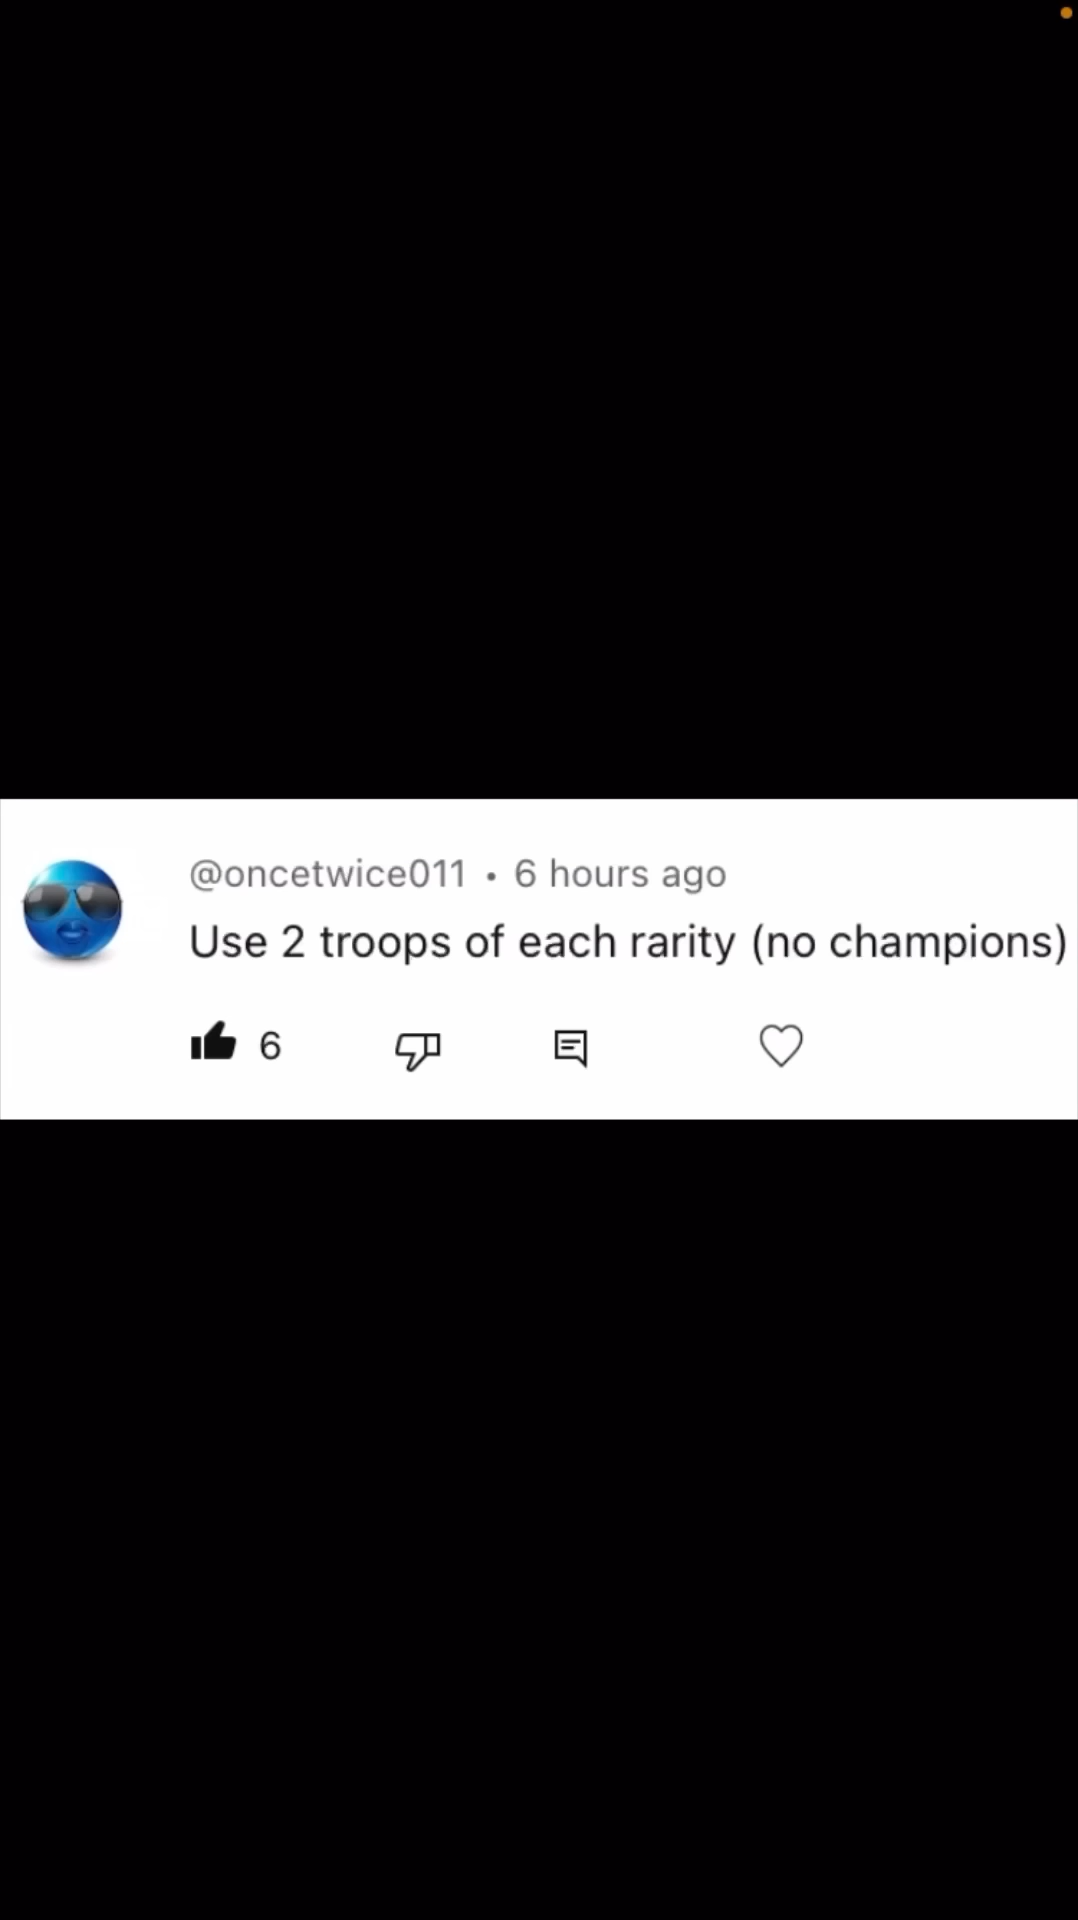 @oncetwice011 • 6 hours ago
Use 2 troops of each rarity (no champions)
6